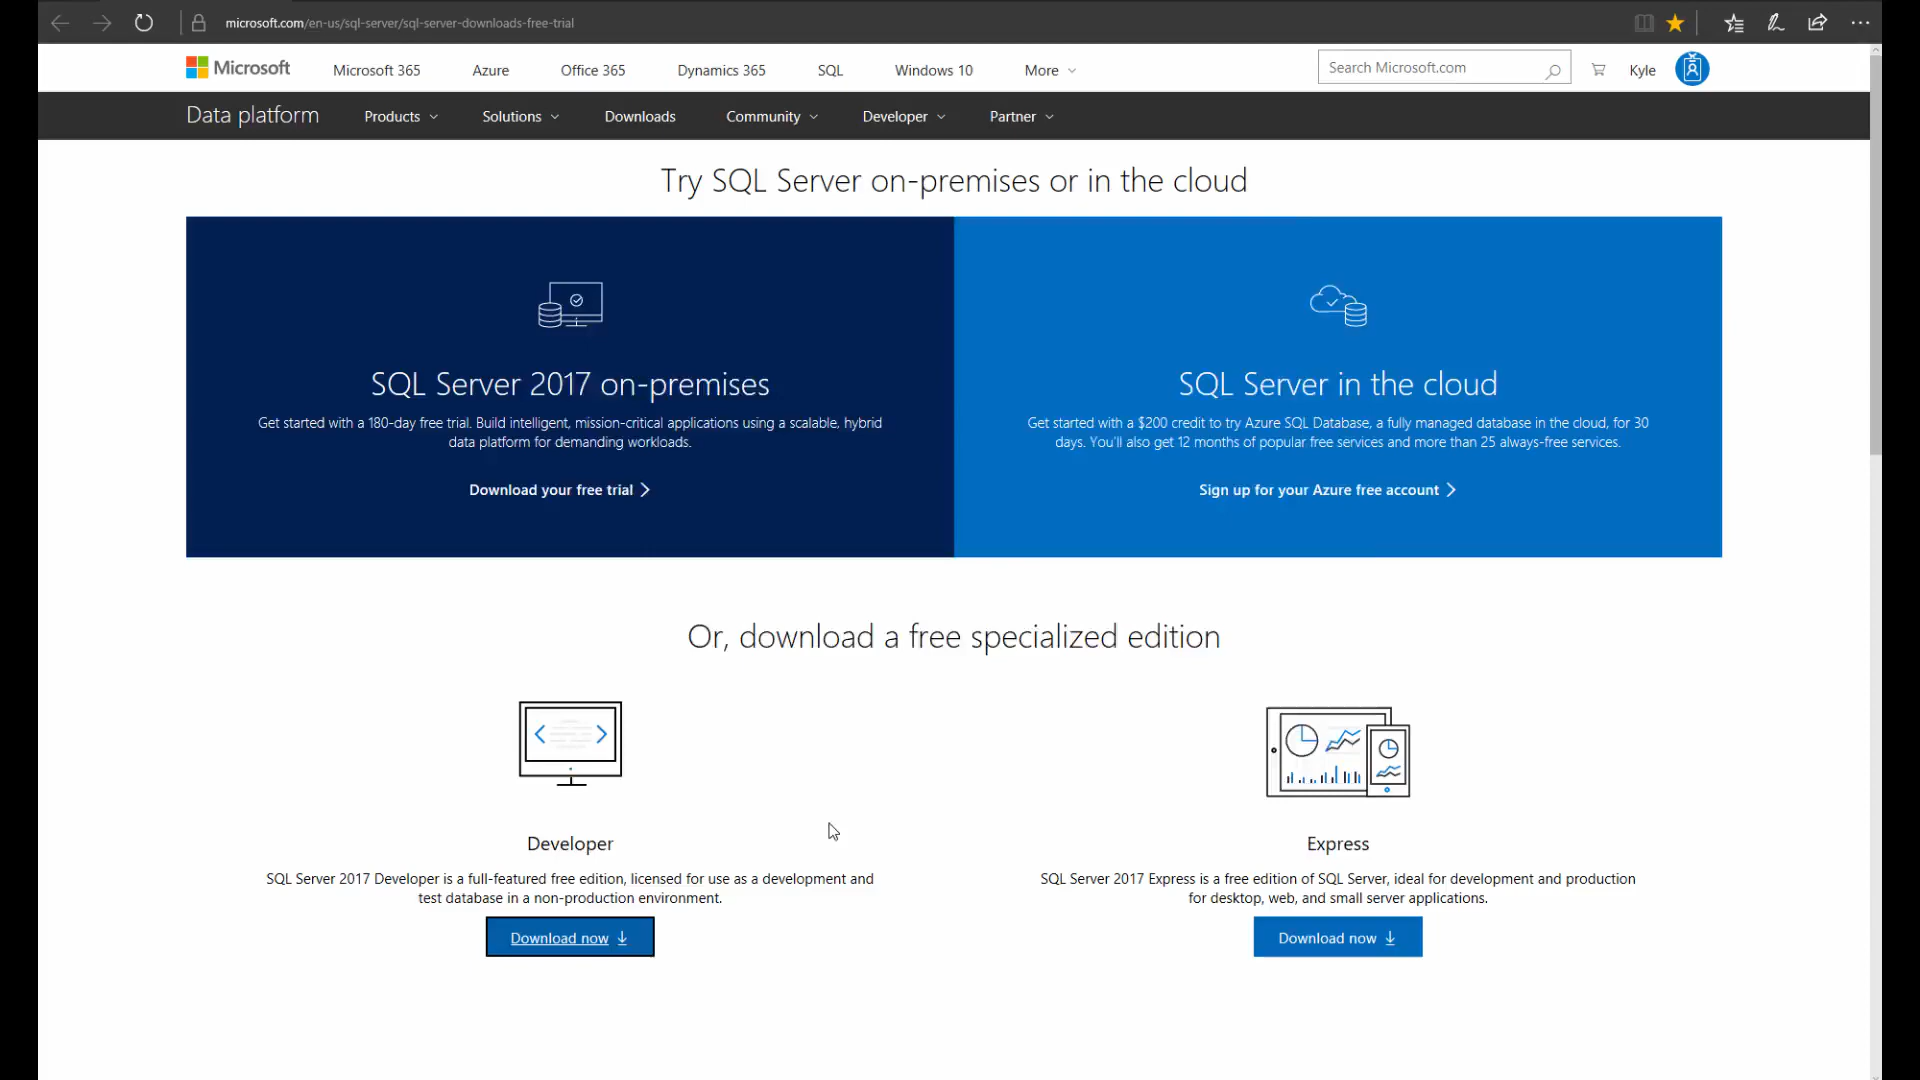 microsoft.com/en-us/sql-server/sql-server-downloads-free-trial
Microsoft Microsoft 365 Azure Office 365 Dynamics 365 SQL Windows 10 More Search Microsoft.com Kyle
Data platform Products Solutions Downloads Community Developer Partner
Try SQL Server on-premises or in the cloud
SQL Server 2017 on-premises
Get started with a 180-day free trial. Build intelligent, mission-critical applications using a scalable, hybrid
data platform for demanding workloads.
Download your free trial
SQL Server in the cloud
Get started with a $200 credit to try Azure SQL Database, a fully managed database in the cloud, for 30
days. You'll also get 12 months of popular free services and more than 25 always-free services.
Sign up for your Azure free account
Or, download a free specialized edition
Developer
SQL Server 2017 Developer is a full-featured free edition, licensed for use as a development and
test database in a non-production environment.
Download now
Express
SQL Server 2017 Express is a free edition of SQL Server, ideal for development and production
for desktop, web, and small server applications.
Download now